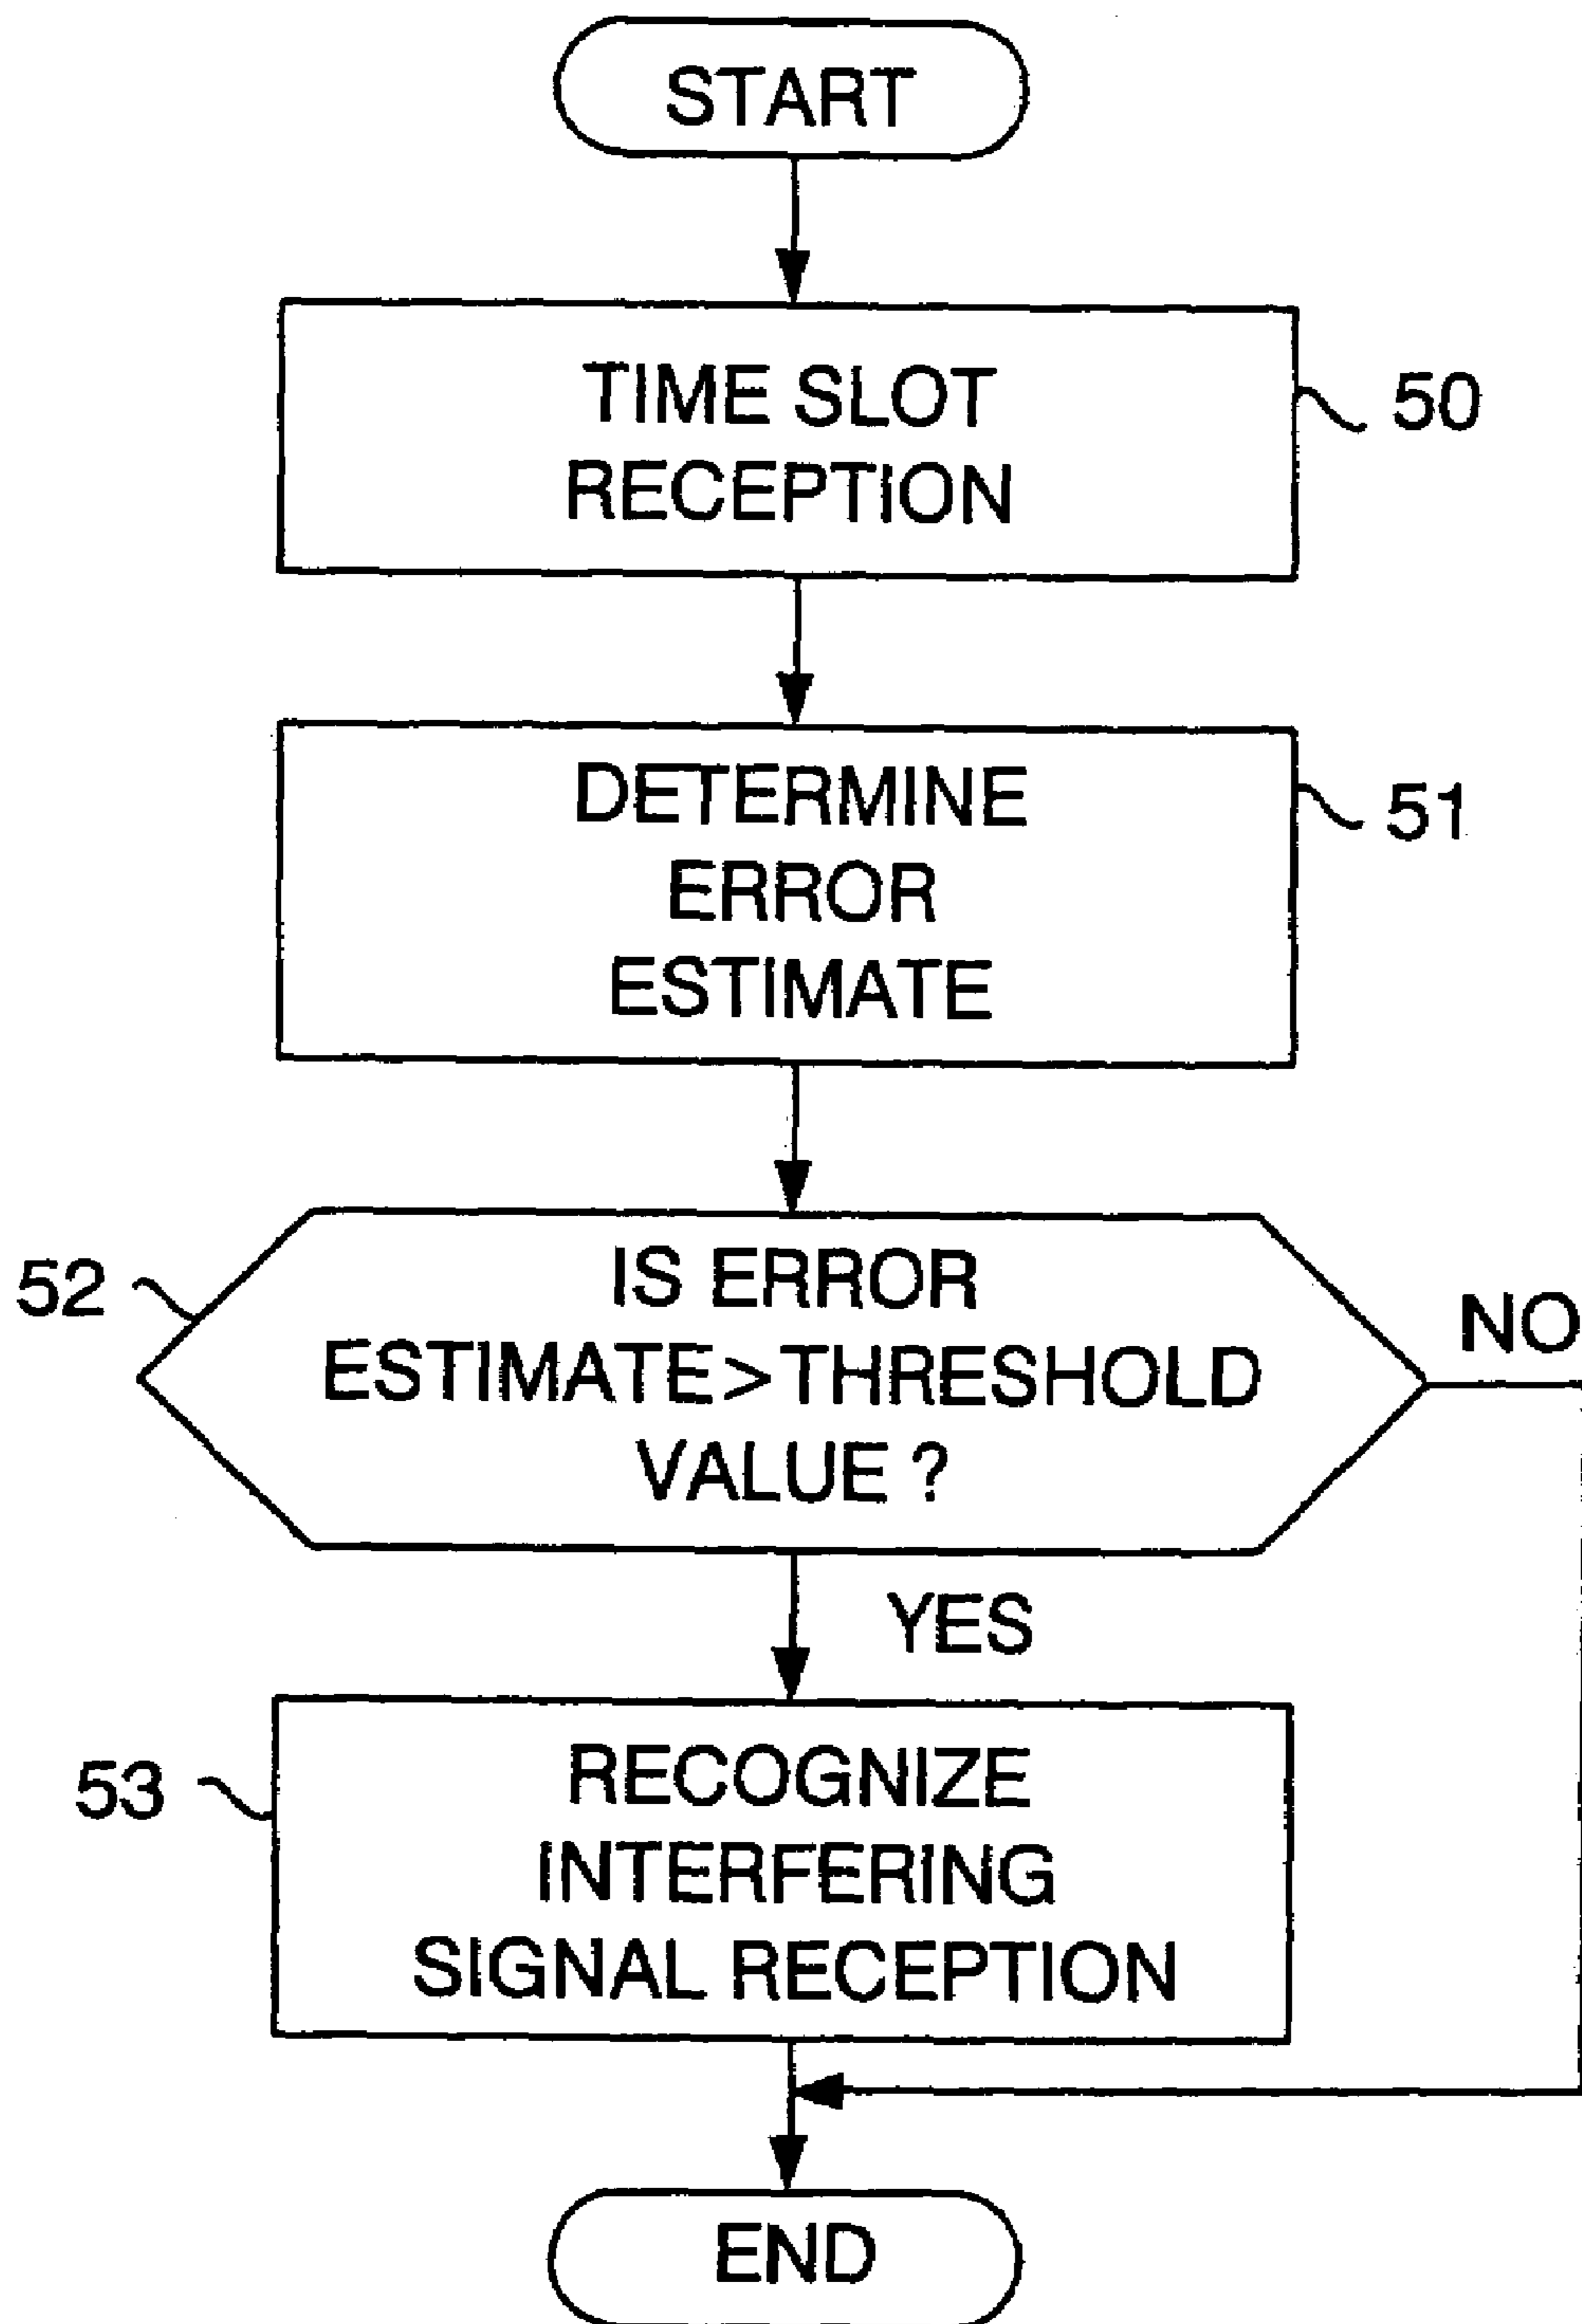 START
TIME SLOT
RECEPTION
50
DETERMINE
ERROR
ESTIMATE
51
52
IS ERROR
ESTIMATE>THRESHOLD
VALUE ?
NO
YES
53
RECOGNIZE
INTERFERING
SIGNAL RECEPTION
END